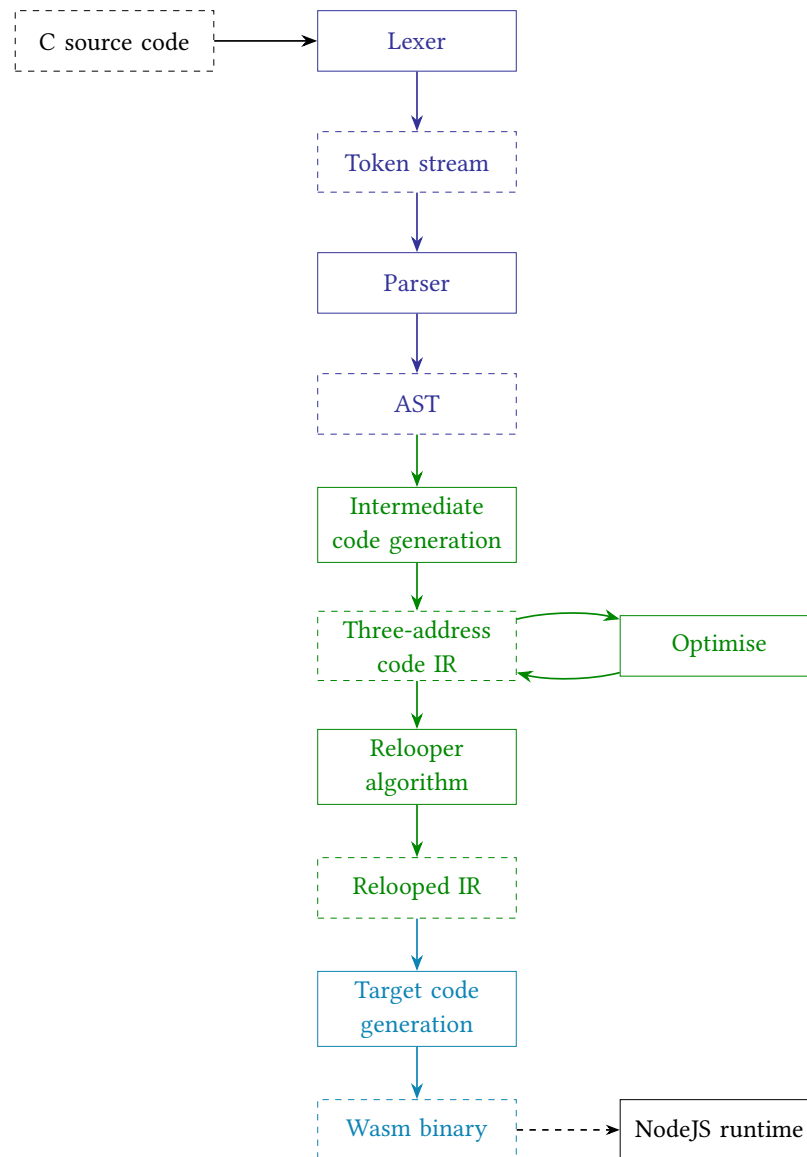 C source code
Lexer
Token stream
Parser
AST
Intermediate
code generation
Three-address
code IR
Optimise
Relooper
algorithm
Relooped IR
Target code
generation
Wasm binary
NodeJS runtime